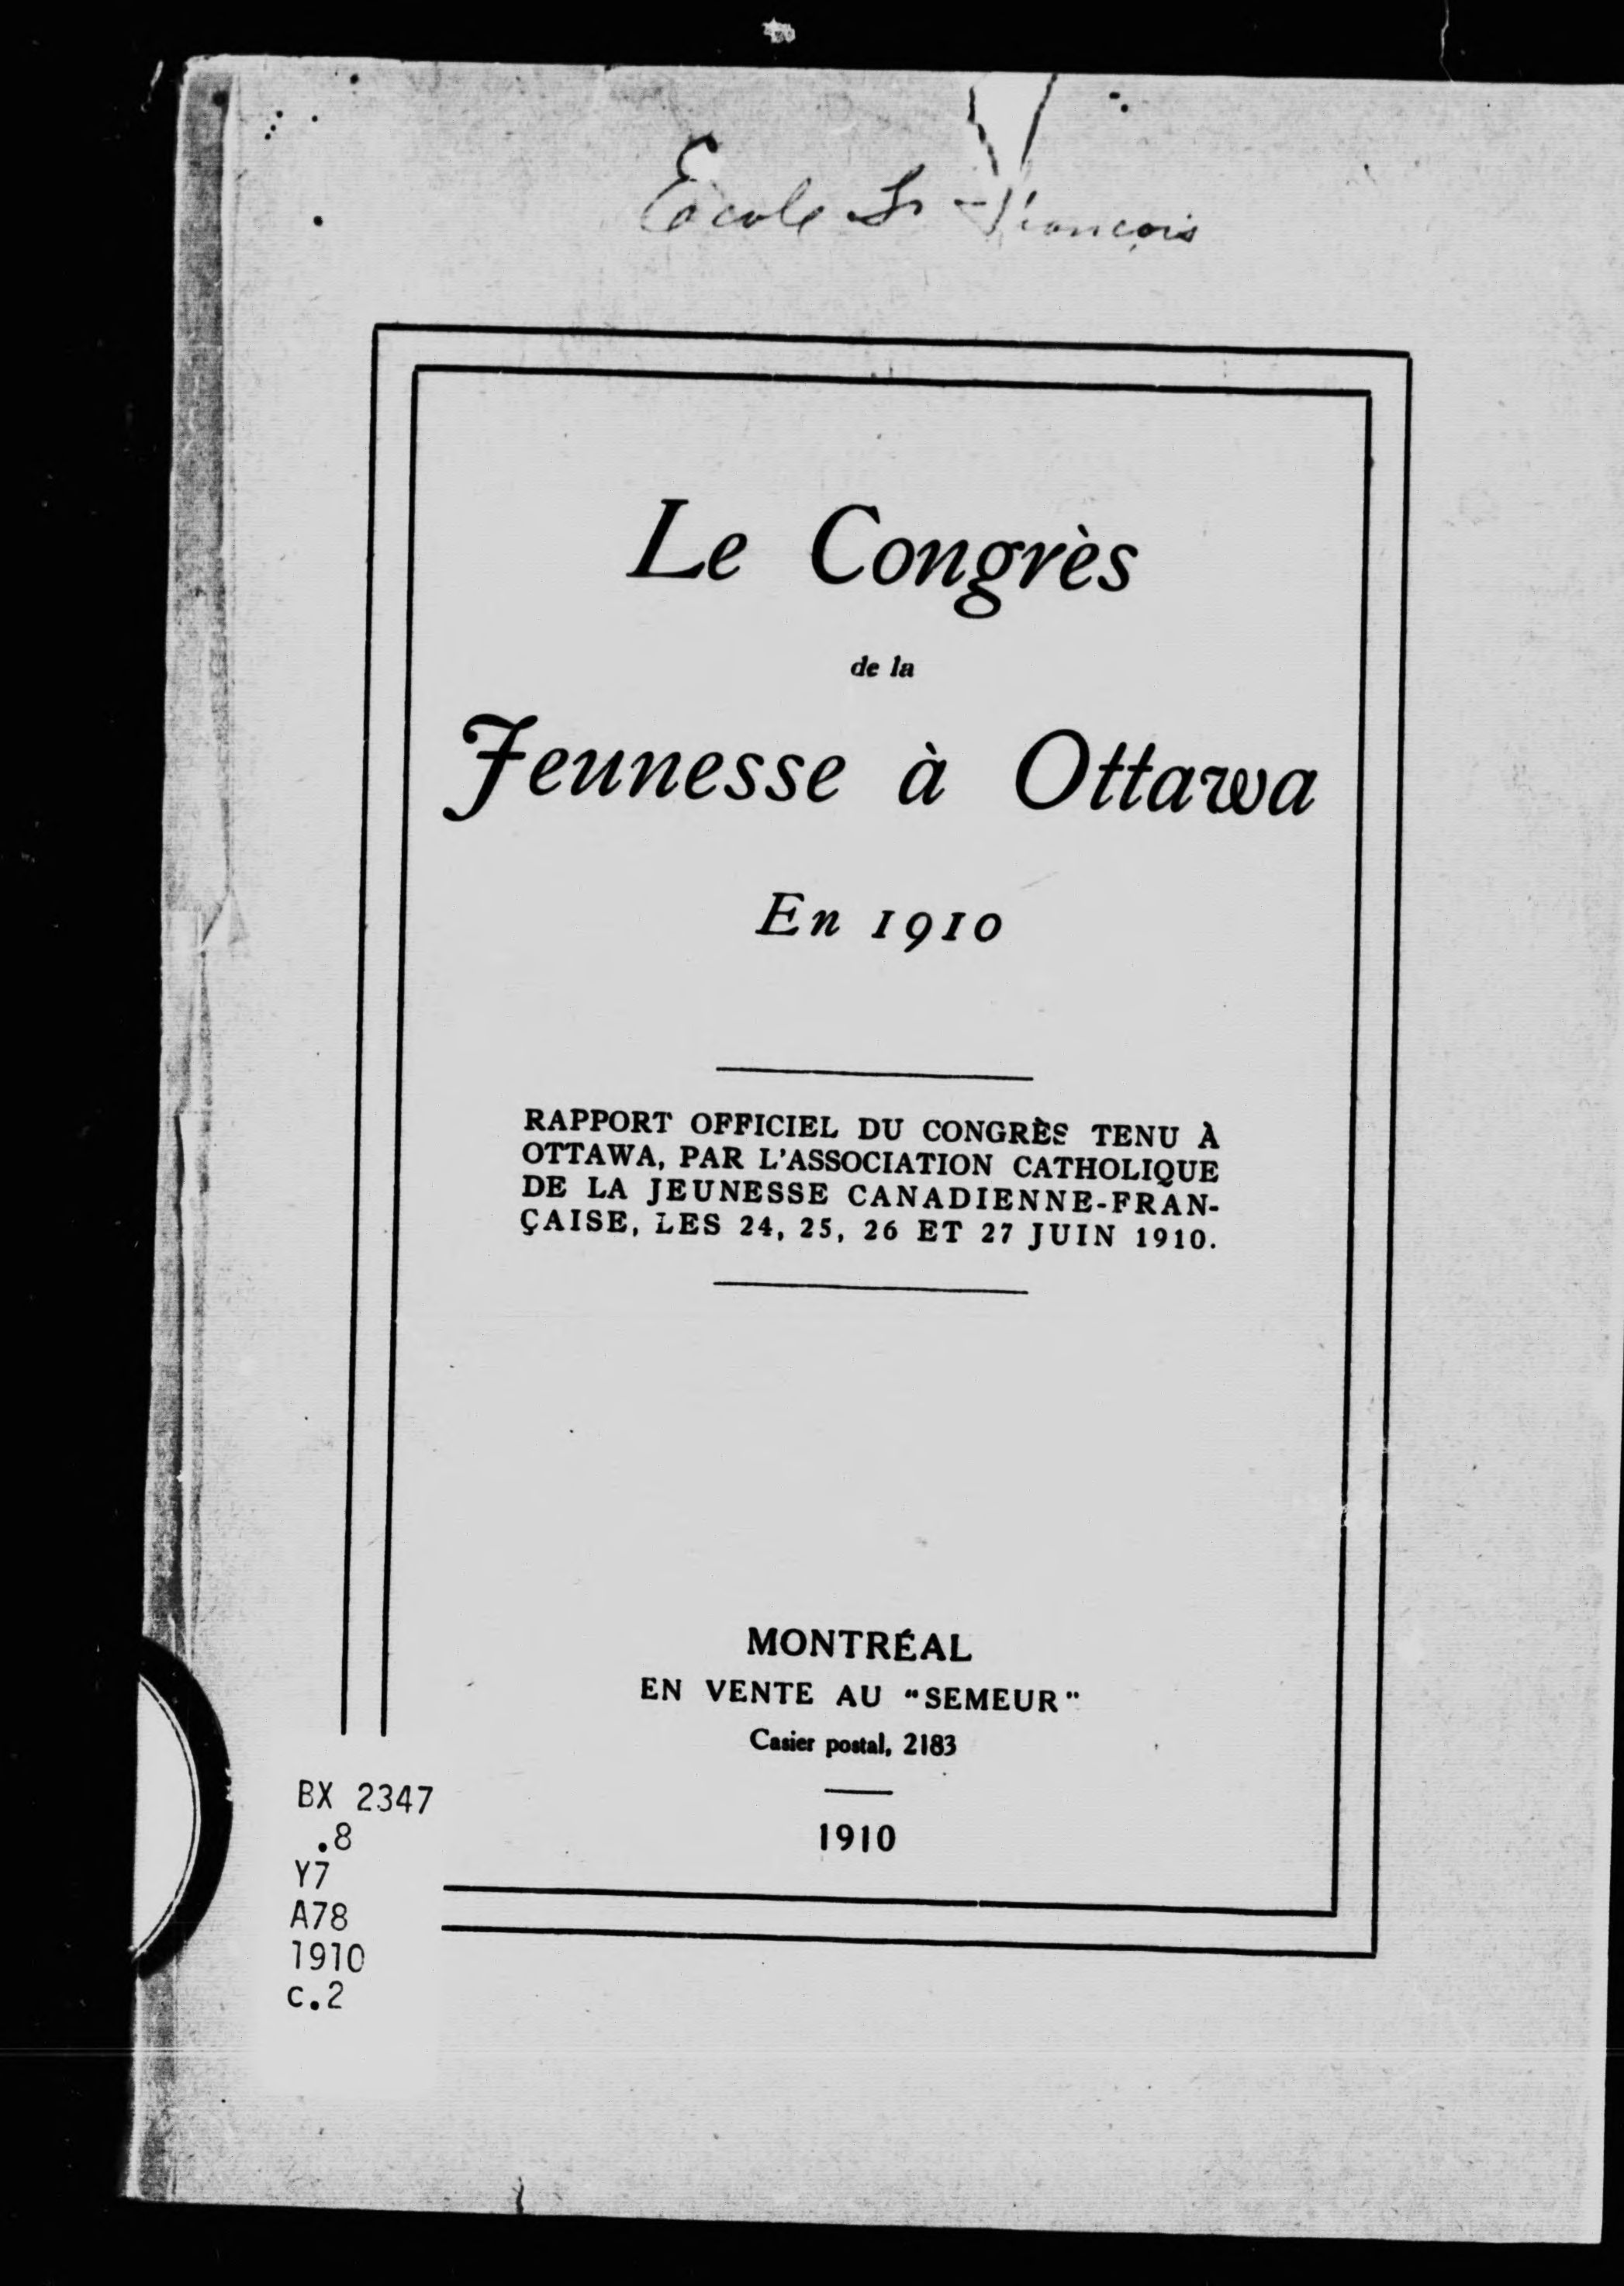 Ecole St-François
Le Congrès
de la
Jeunesse à Ottawa
En 1910
RAPPORT OFFICIEL DU CONGRÈS TENU À
OTTAWA, PAR L'ASSOCIATION CATHOLIQUE
DE LA JEUNESSE CANADIENNE-FRAN-
ÇAISE, LES 24, 25, 26 ET 27 JUIN 1910.
MONTRÉAL
EN VENTE AU "SEMEUR"
Casier postal, 2183
1910
BX 2347
.8
Y7
A78
1910
c.2